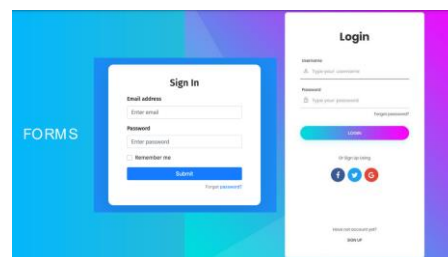 FORMS
Sign In
Email address
Enter email
Password
Enter password
Remember me
Submit
Forgot password?
Login
Username
Type your username
Password
Type your password
Forgot password?
LOGIN
Or Sign Up Using
f
G
Have not account yet?
SIGN UP